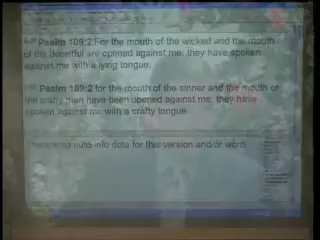 Psalm 109:2 For the mouth of the wicked and the mouth
of the deceitful are opened against me: they have spoken
against me with a lying tongue.
Psalm 109:2 for the mouth of the sinner and the mouth of
the crafty man have been opened against me: they have
spoken against me with a crafty tongue
auto info data for this version and/or word